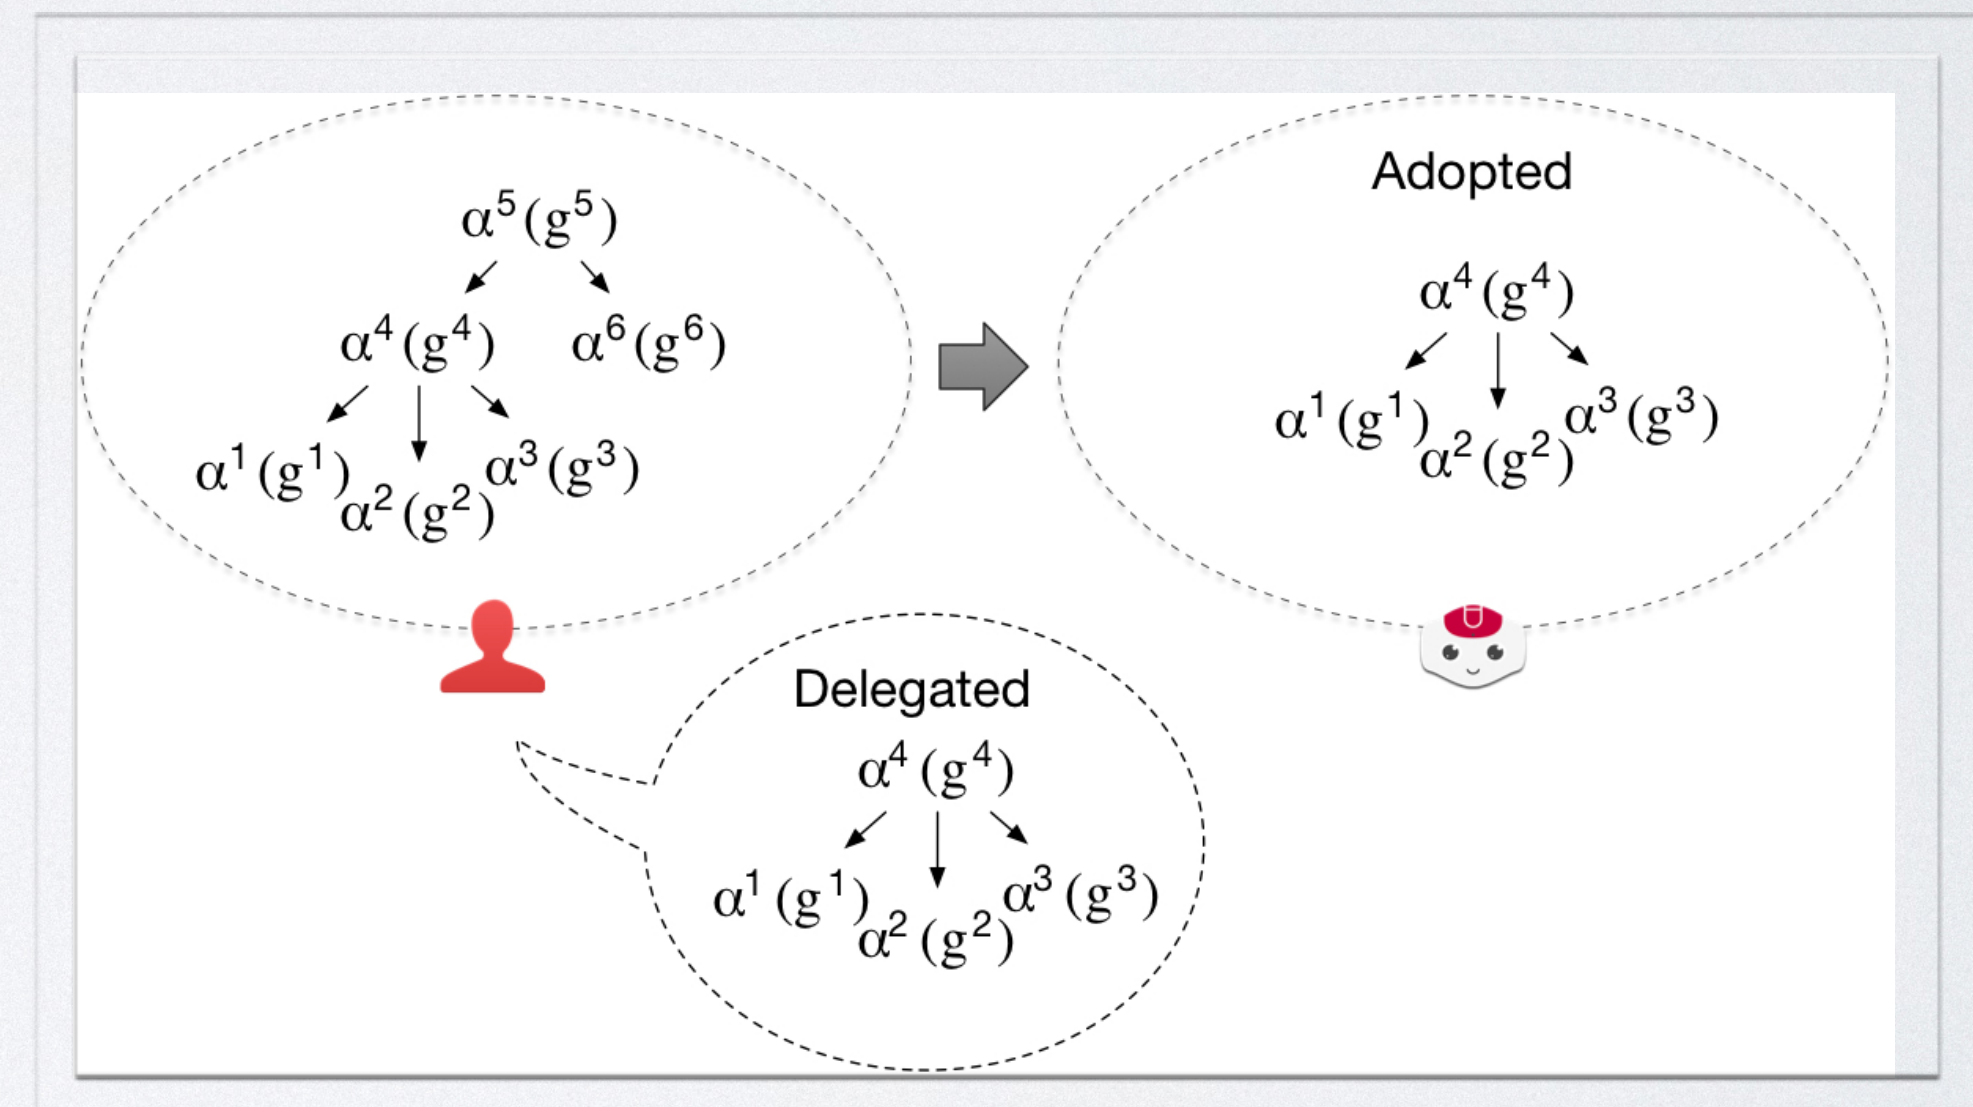 α⁵(g⁵)
α⁴(g⁴) α⁶(g⁶)
α¹(g¹) α²(g²) α³(g³)
Adopted
α⁴(g⁴)
α¹(g¹) α²(g²) α³(g³)
Delegated
α⁴(g⁴)
α¹(g¹) α²(g²) α³(g³)